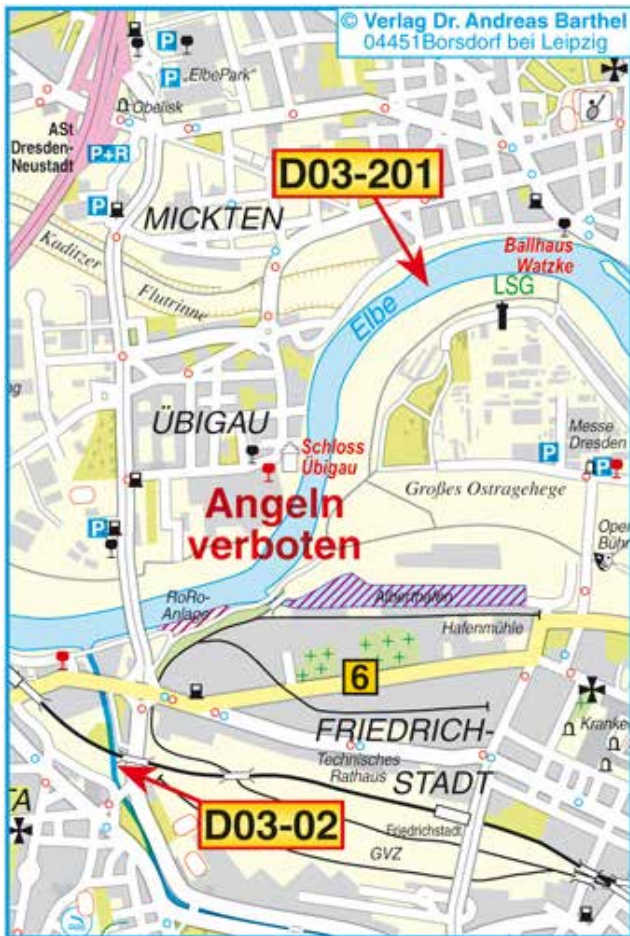 © Verlag Dr. Andreas Barthel
04451Borsdorf bei Leipzig
P
P „ElbePark“
Obelisk
ASt
Dresden-
Neustadt
P+R
D03-201
P
MICKTEN
Ballhaus
Watzke
Kaditzer
Flutrinne
Elbe
LSG
ÜBIGAU
Messe
Dresden
P
P
Schloss
Übigau
Großes Ostragehege
Angeln
verboten
P
RoRo-
Anlage
Alberthafen
Hafenmühle
6
FRIEDRICH-
STADT
Technisches
Rathaus
D03-02
Friedrichstadt
GVZ